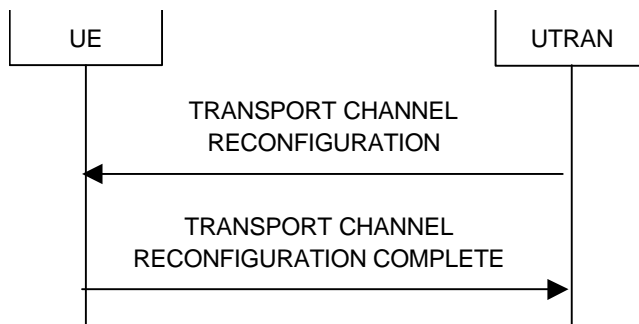 UE
UTRAN
TRANSPORT CHANNEL
RECONFIGURATION
TRANSPORT CHANNEL
RECONFIGURATION COMPLETE